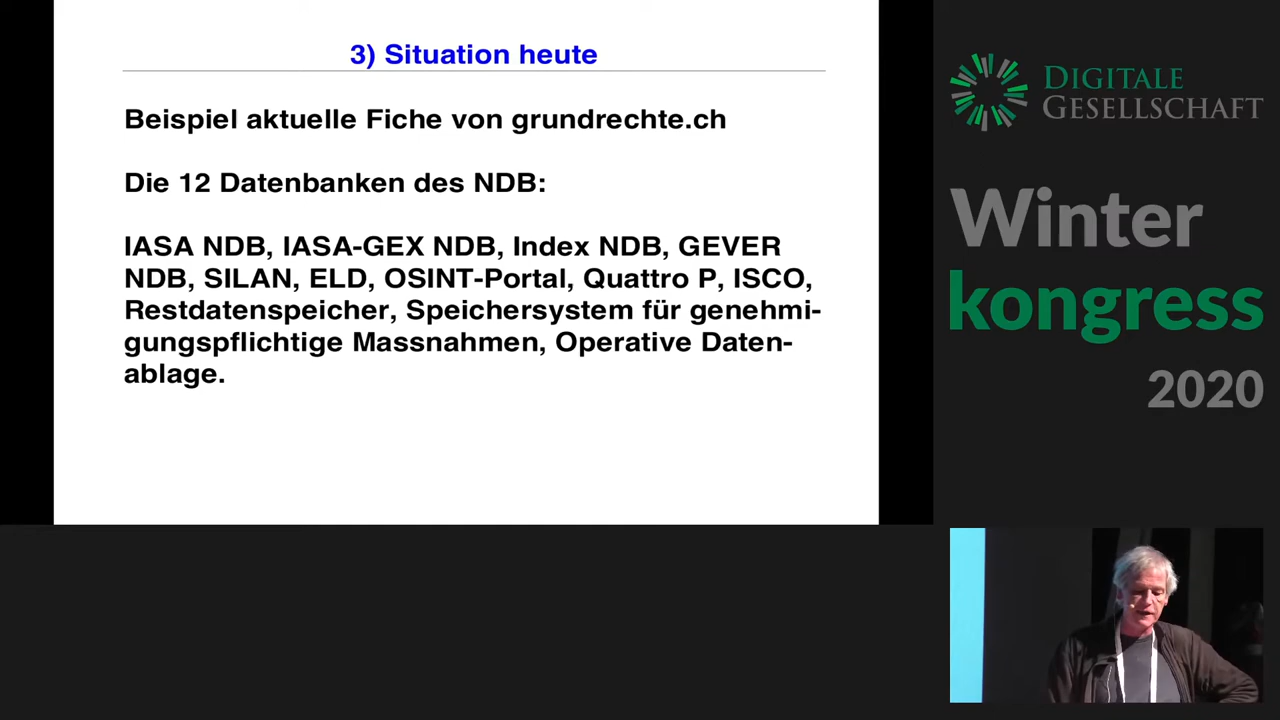 3) Situation heute
Beispiel aktuelle Fiche von grundrechte.ch
Die 12 Datenbanken des NDB:
IASA NDB, IASA-GEX NDB, Index NDB, GEVER
NDB, SILAN, ELD, OSINT-Portal, Quattro P, ISCO,
Restdatenspeicher, Speichersystem für genehmi-
gungspflichtige Massnahmen, Operative Daten-
ablage.
DIGITALE
GESELLSCHAFT
Winter
kongress
2020